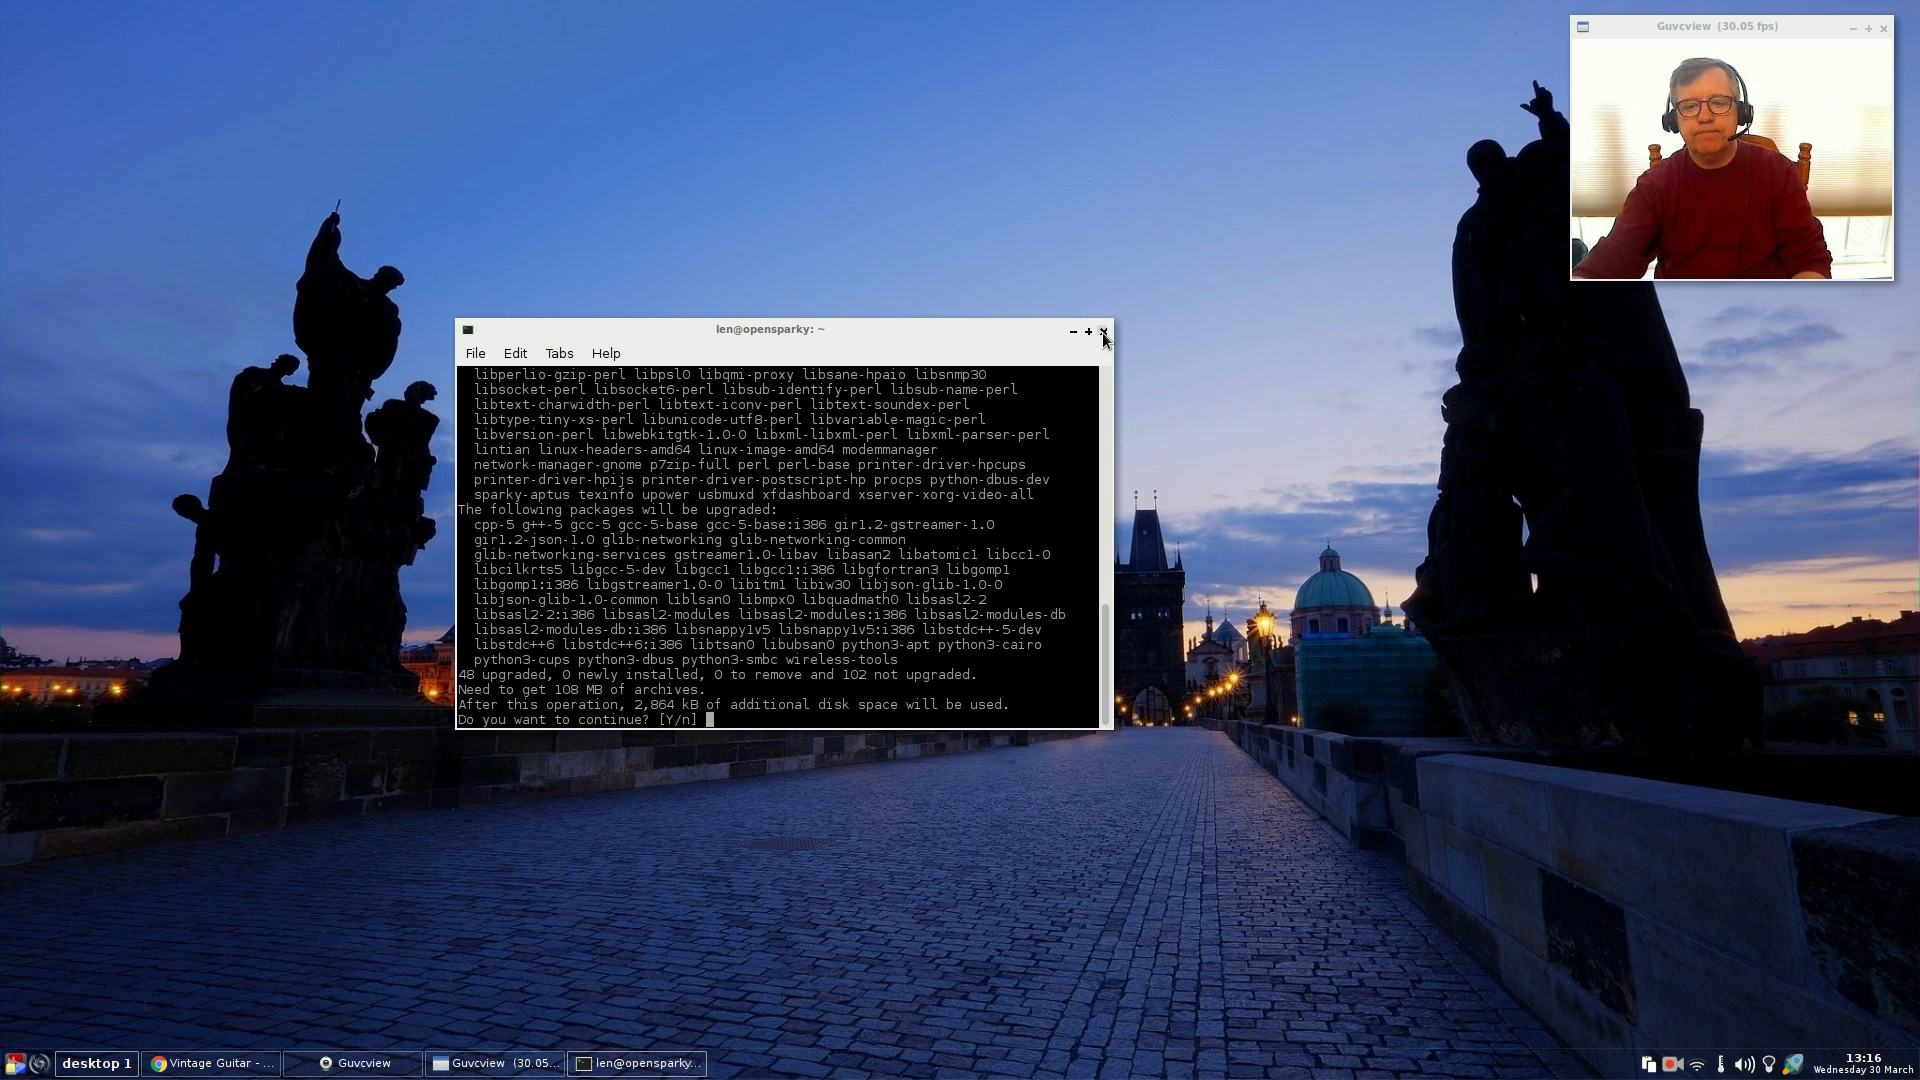 Guvcview (30.05 fps)
len@opensparky: ~
File Edit Tabs Help
libperlio-gzip-perl libpsl0 libqmi-proxy libsane-hpaio libsnmp30
libsocket-perl libsocket6-perl libsub-identify-perl libsub-name-perl
libtext-charwidth-perl libtext-iconv-perl libtext-soundex-perl
libtype-tiny-xs-perl libunicode-utf8-perl libvariable-magic-perl
libversion-perl libwebkitgtk-1.0-0 libxml-libxml-perl libxml-parser-perl
lintian linux-headers-amd64 linux-image-amd64 modemmanager
network-manager-gnome p7zip-full perl perl-base printer-driver-hpcups
printer-driver-hpijs printer-driver-postscript-hp procps python-dbus-dev
sparky-aptus texinfo upower usbmuxd xfdashboard xserver-xorg-video-all
The following packages will be upgraded:
cpp-5 g++-5 gcc-5 gcc-5-base gcc-5-base:i386 gir1.2-gstreamer-1.0
gir1.2-json-1.0 glib-networking glib-networking-common
glib-networking-services gstreamer1.0-libav libasan2 libatomic1 libcc1-0
libcilkrts5 libgcc-5-dev libgcc1 libgcc1:i386 libgfortran3 libgomp1
libgomp1:i386 libgstreamer1.0-0 libitm1 libiw30 libjson-glib-1.0-0
libjson-glib-1.0-common liblsan0 libmpx0 libquadmath0 libsasl2-2
libsasl2-2:i386 libsasl2-modules libsasl2-modules:i386 libsasl2-modules-db
libsasl2-modules-db:i386 libsnappy1v5 libsnappy1v5:i386 libstdc++-5-dev
libstdc++6 libstdc++6:i386 libtsan0 libubsan0 python3-apt python3-cairo
python3-cups python3-dbus python3-smbc wireless-tools
48 upgraded, 0 newly installed, 0 to remove and 102 not upgraded.
Need to get 108 MB of archives.
After this operation, 2,864 kB of additional disk space will be used.
Do you want to continue? [Y/n]
desktop 1 Vintage Guitar - ... Guvcview Guvcview (30.05... len@opensparky... 13:16
Wednesday 30 March